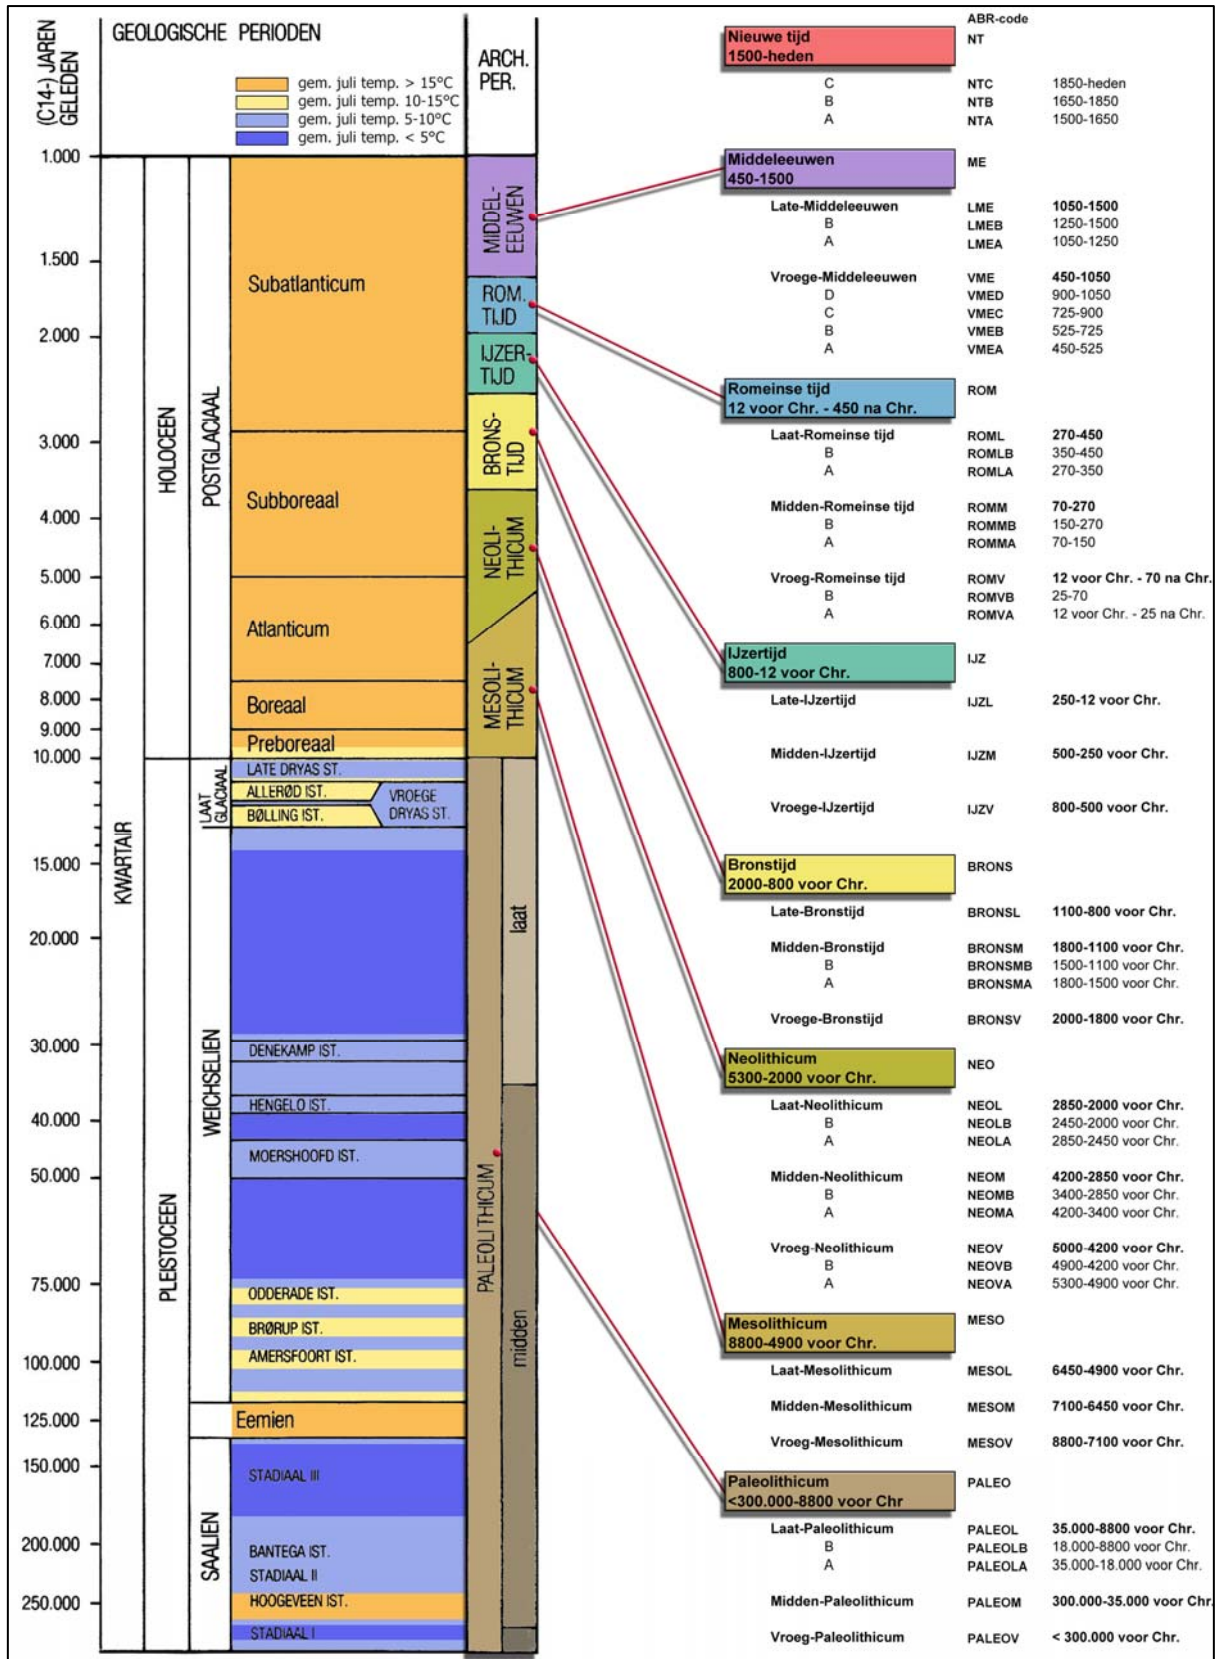 GEOLOGISCHE PERIODEN
(C14-) JAREN
GELEDEN
ARCH.
PER.
gem. juli temp. > 15°C
gem. juli temp. 10-15°C
gem. juli temp. 5-10°C
gem. juli temp. < 5°C
1.000
1.500
2.000
3.000
4.000
5.000
6.000
7.000
8.000
9.000
10.000
15.000
20.000
30.000
40.000
50.000
75.000
100.000
125.000
150.000
200.000
250.000
KWARTAIR
HOLOCEEN
PLEISTOCEEN
POSTGLACIAAL
LAAT
GLACIAAL
WEICHSELIEN
SAALIEN
Subatlanticum
Subboreaal
Atlanticum
Boreaal
Preboreaal
LATE DRYAS ST.
ALLERØD IST.
VROEGE
DRYAS ST.
BØLLING IST.
DENEKAMP IST.
HENGELO IST.
MOERSHOOFD IST.
ODDERADE IST.
BRØRUP IST.
AMERSFOORT IST.
Eemien
STADIAAL III
BANTEGA IST.
STADIAAL II
HOOGEVEEN IST.
STADIAAL I
MIDDEL-
EEUWEN
ROM.
TIJD
IJZER-
TIJD
BRONS-
TIJD
NEOLI-
THICUM
MESOLI-
THICUM
PALEOLITHICUM
laat
midden
ABR-code
Nieuwe tijd
1500-heden
NT
C NTC 1850-heden
B NTB 1650-1850
A NTA 1500-1650
Middeleeuwen
450-1500
ME
Late-Middeleeuwen LME 1050-1500
B LMEB 1250-1500
A LMEA 1050-1250
Vroege-Middeleeuwen VME 450-1050
D VMED 900-1050
C VMEC 725-900
B VMEB 525-725
A VMEA 450-525
Romeinse tijd
12 voor Chr. - 450 na Chr.
ROM
Laat-Romeinse tijd ROML 270-450
B ROMLB 350-450
A ROMLA 270-350
Midden-Romeinse tijd ROMM 70-270
B ROMMB 150-270
A ROMMA 70-150
Vroeg-Romeinse tijd ROMV 12 voor Chr. - 70 na Chr.
B ROMVB 25-70
A ROMVA 12 voor Chr. - 25 na Chr.
IJzertijd
800-12 voor Chr.
IJZ
Late-IJzertijd IJZL 250-12 voor Chr.
Midden-IJzertijd IJZM 500-250 voor Chr.
Vroege-IJzertijd IJZV 800-500 voor Chr.
Bronstijd
2000-800 voor Chr.
BRONS
Late-Bronstijd BRONSL 1100-800 voor Chr.
Midden-Bronstijd BRONSM 1800-1100 voor Chr.
B BRONSMB 1500-1100 voor Chr.
A BRONSMA 1800-1500 voor Chr.
Vroege-Bronstijd BRONSV 2000-1800 voor Chr.
Neolithicum
5300-2000 voor Chr.
NEO
Laat-Neolithicum NEOL 2850-2000 voor Chr.
B NEOLB 2450-2000 voor Chr.
A NEOLA 2850-2450 voor Chr.
Midden-Neolithicum NEOM 4200-2850 voor Chr.
B NEOMB 3400-2850 voor Chr.
A NEOMA 4200-3400 voor Chr.
Vroeg-Neolithicum NEOV 5000-4200 voor Chr.
B NEOVB 4900-4200 voor Chr.
A NEOVA 5300-4900 voor Chr.
Mesolithicum
8800-4900 voor Chr.
MESO
Laat-Mesolithicum MESOL 6450-4900 voor Chr.
Midden-Mesolithicum MESOM 7100-6450 voor Chr.
Vroeg-Mesolithicum MESOV 8800-7100 voor Chr.
Paleolithicum
<300.000-8800 voor Chr
PALEO
Laat-Paleolithicum PALEOL 35.000-8800 voor Chr.
B PALEOLB 18.000-8800 voor Chr.
A PALEOLA 35.000-18.000 voor Chr.
Midden-Paleolithicum PALEOM 300.000-35.000 voor Chr.
Vroeg-Paleolithicum PALEOV < 300.000 voor Chr.